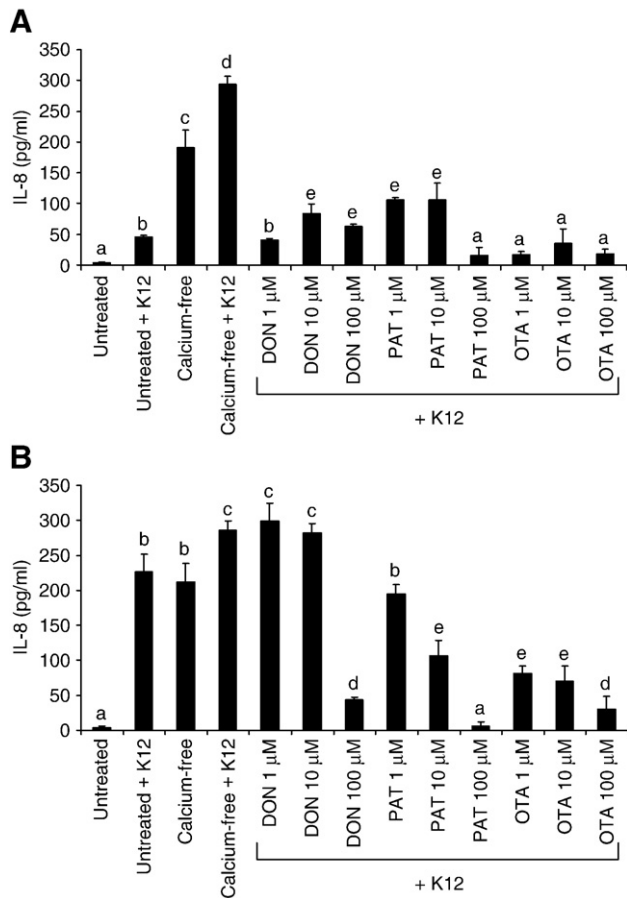 A
350
300
250
200
150
100
50
0
IL-8 (pg/ml)
a
b
c
d
b
e
e
e
e
a
a
a
a
Untreated
Untreated + K12
Calcium-free
Calcium-free + K12
DON 1 μM
DON 10 μM
DON 100 μM
PAT 1 μM
PAT 10 μM
PAT 100 μM
OTA 1 μM
OTA 10 μM
OTA 100 μM
+ K12
B
350
300
250
200
150
100
50
0
IL-8 (pg/ml)
a
b
b
c
c
c
d
b
e
a
e
e
d
Untreated
Untreated + K12
Calcium-free
Calcium-free + K12
DON 1 μM
DON 10 μM
DON 100 μM
PAT 1 μM
PAT 10 μM
PAT 100 μM
OTA 1 μM
OTA 10 μM
OTA 100 μM
+ K12